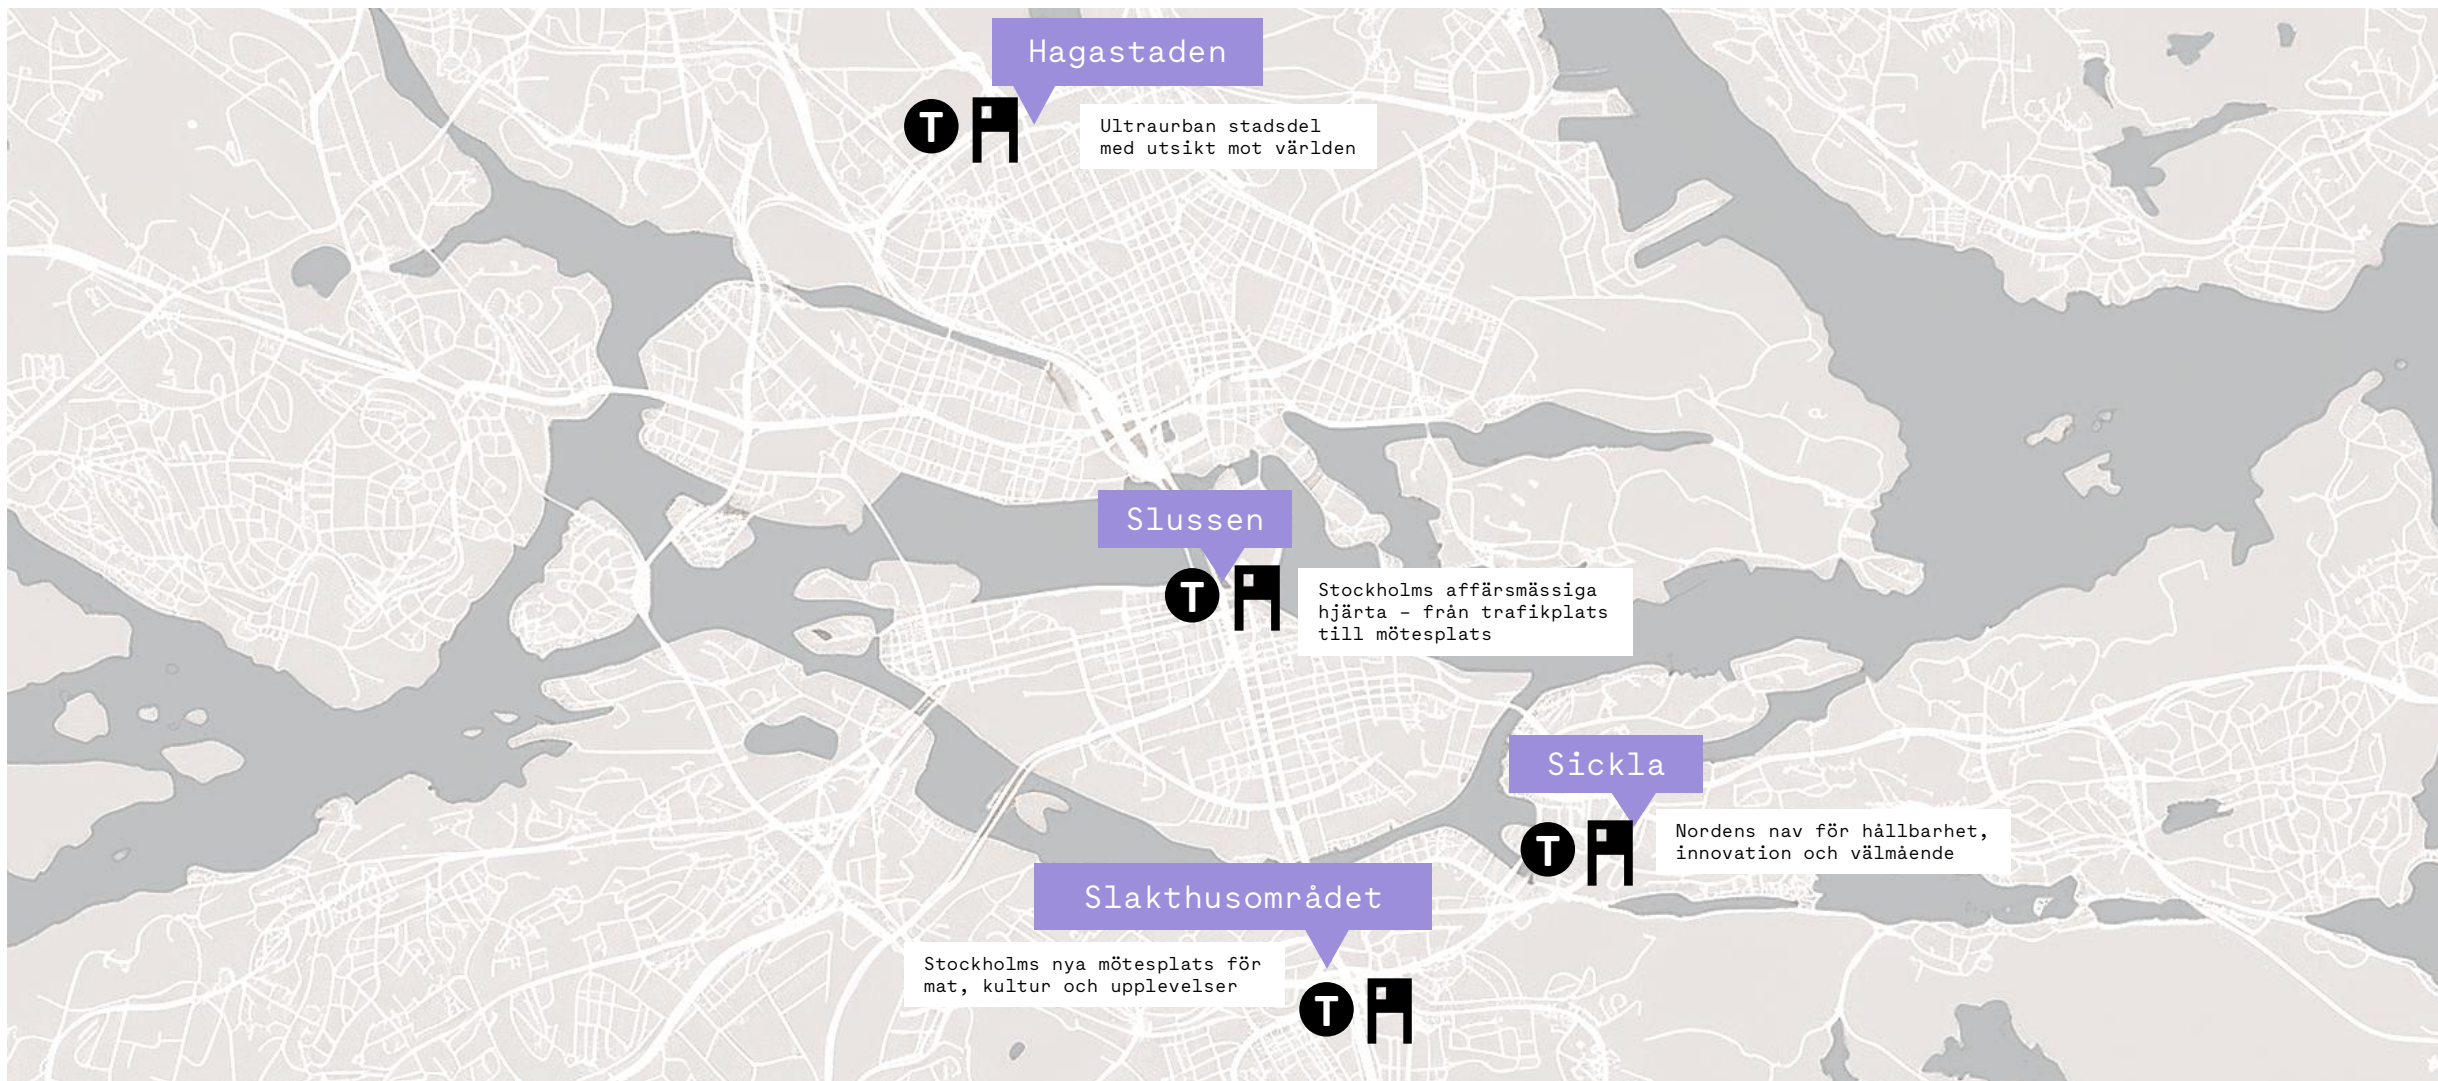 Hagastaden
T
Ultraurban stadsdel
med utsikt mot världen
Slussen
T
Stockholms affärsmässiga
hjärta – från trafikplats
till mötesplats
Sickla
T
Nordens nav för hållbarhet,
innovation och välmående
Slakthusområdet
Stockholms nya mötesplats för
mat, kultur och upplevelser
T